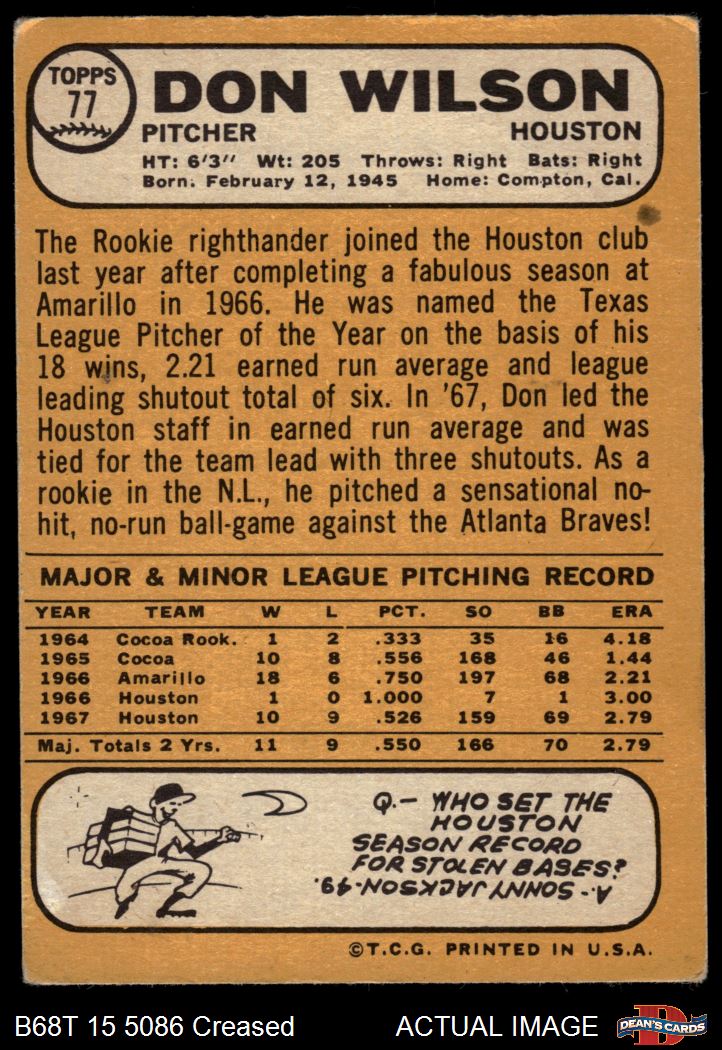 TOPPS
77
DON WILSON
PITCHER HOUSTON
HT: 6'3" Wt: 205 Throws: Right Bats: Right
Born: February 12, 1945 Home: Compton, Cal.
The Rookie righthander joined the Houston club
last year after completing a fabulous season at
Amarillo in 1966. He was named the Texas
League Pitcher of the Year on the basis of his
18 wins, 2.21 earned run average and league
leading shutout total of six. In '67, Don led the
Houston staff in earned run average and was
tied for the team lead with three shutouts. As a
rookie in the N.L., he pitched a sensational no-
hit, no-run ball-game against the Atlanta Braves!
MAJOR & MINOR LEAGUE PITCHING RECORD
YEAR TEAM W L PCT. SO BB ERA
1964 Cocoa Rook. 1 2 .333 35 16 4.18
1965 Cocoa 10 8 .556 168 46 1.44
1966 Amarillo 18 6 .750 197 68 2.21
1966 Houston 1 0 1.000 7 1 3.00
1967 Houston 10 9 .526 159 69 2.79
Maj. Totals 2 Yrs. 11 9 .550 166 70 2.79
Q.- WHO SET THE
HOUSTON
SEASON RECORD
FOR STOLEN BASES?
A.- SONNY JACKSON-49.
©T.C.G. PRINTED IN U.S.A.
B68T 15 5086 Creased ACTUAL IMAGE
DEAN'S CARDS